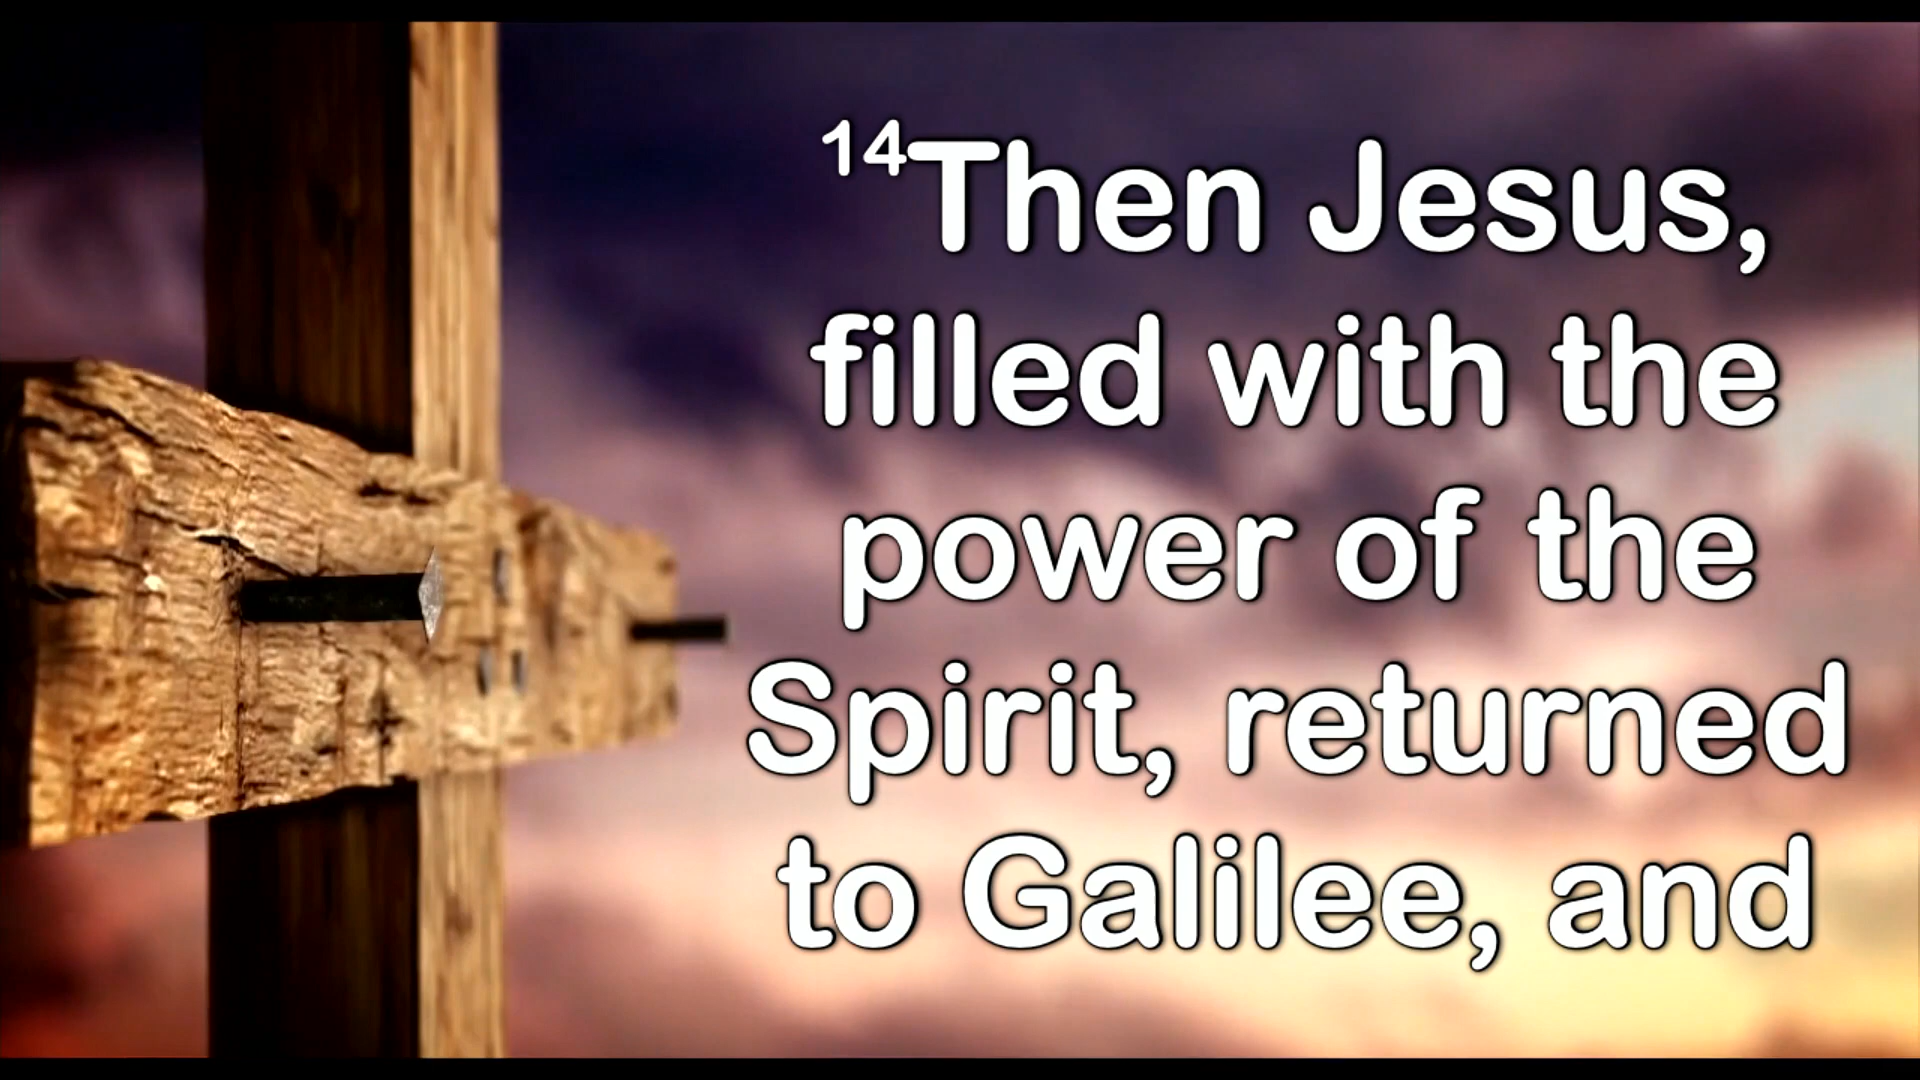 14Then Jesus,
filled with the
power of the
Spirit, returned
to Galilee, and